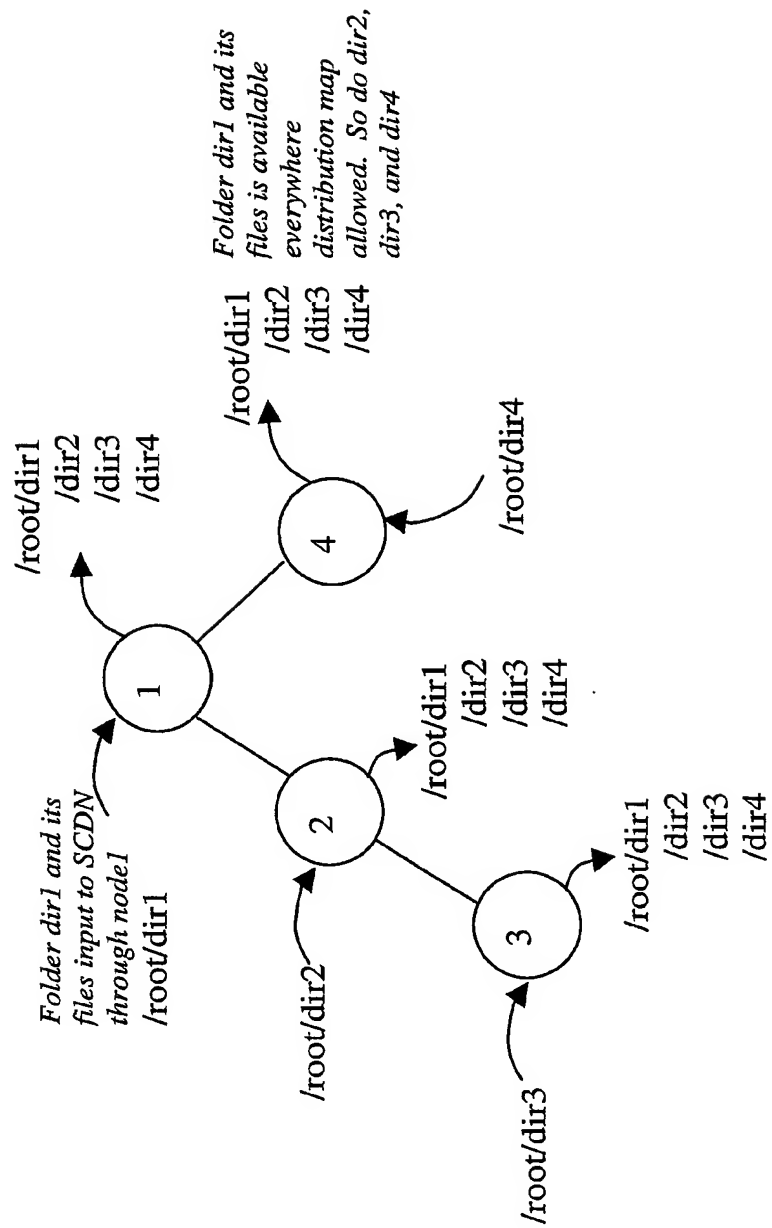 Folder dir1 and its
files input to SCDN
through node1
/root/dir1
/root/dir1
/dir2
/dir3
/dir4
1
/root/dir2
2
/root/dir1
/dir2
/dir3
/dir4
/root/dir3
3
/root/dir1
/dir2
/dir3
/dir4
4
/root/dir4
/root/dir1
/dir2
/dir3
/dir4
Folder dir1 and its
files is available
everywhere
distribution map
allowed. So do dir2,
dir3, and dir4